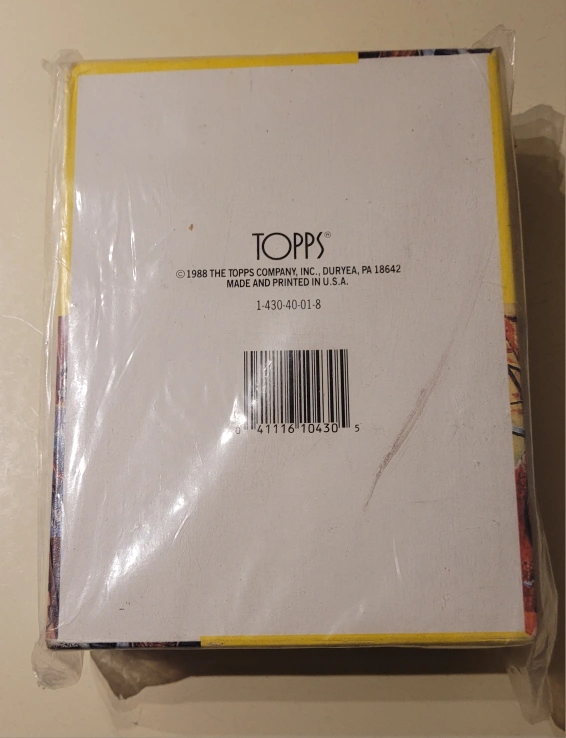 TOPPS®
© 1988 THE TOPPS COMPANY, INC., DURYEA, PA 18642
MADE AND PRINTED IN U.S.A.
1-430-40-01-8
0 41116 10430 5